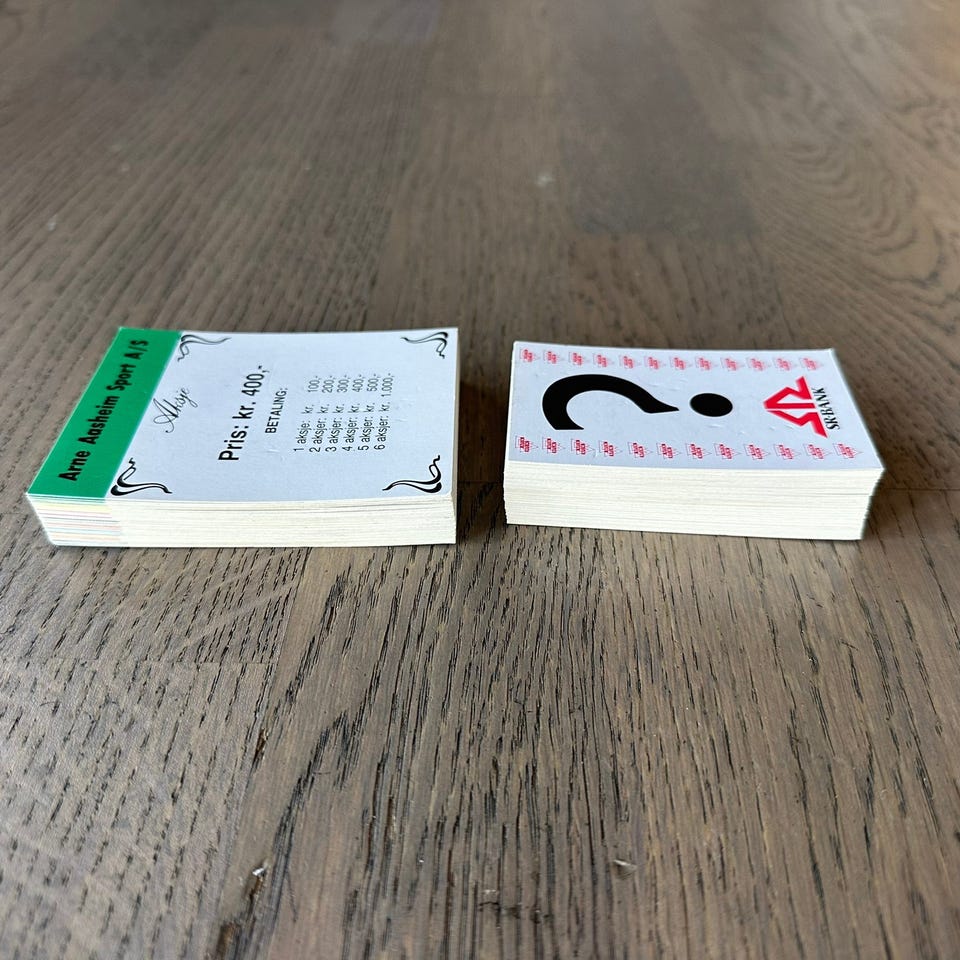 Arne Aasheim Sport A/S
Aksje
Pris: kr. 400,-
BETALING:
1 aksje: kr. 100,-
2 aksjer: kr. 200,-
3 aksjer: kr. 300,-
4 aksjer: kr. 400,-
5 aksjer: kr. 500,-
6 aksjer: kr. 1.000,-
?
SR-BANK